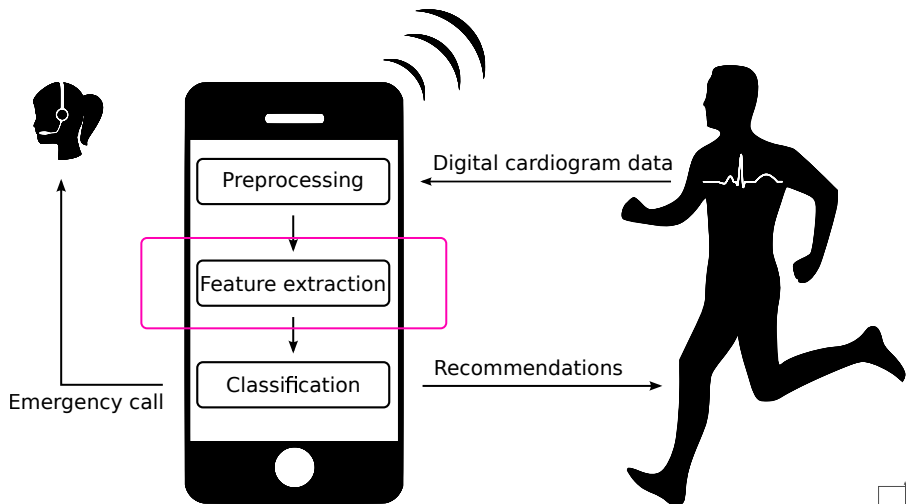 Digital cardiogram data
Preprocessing
Feature extraction
Classification
Recommendations
Emergency call